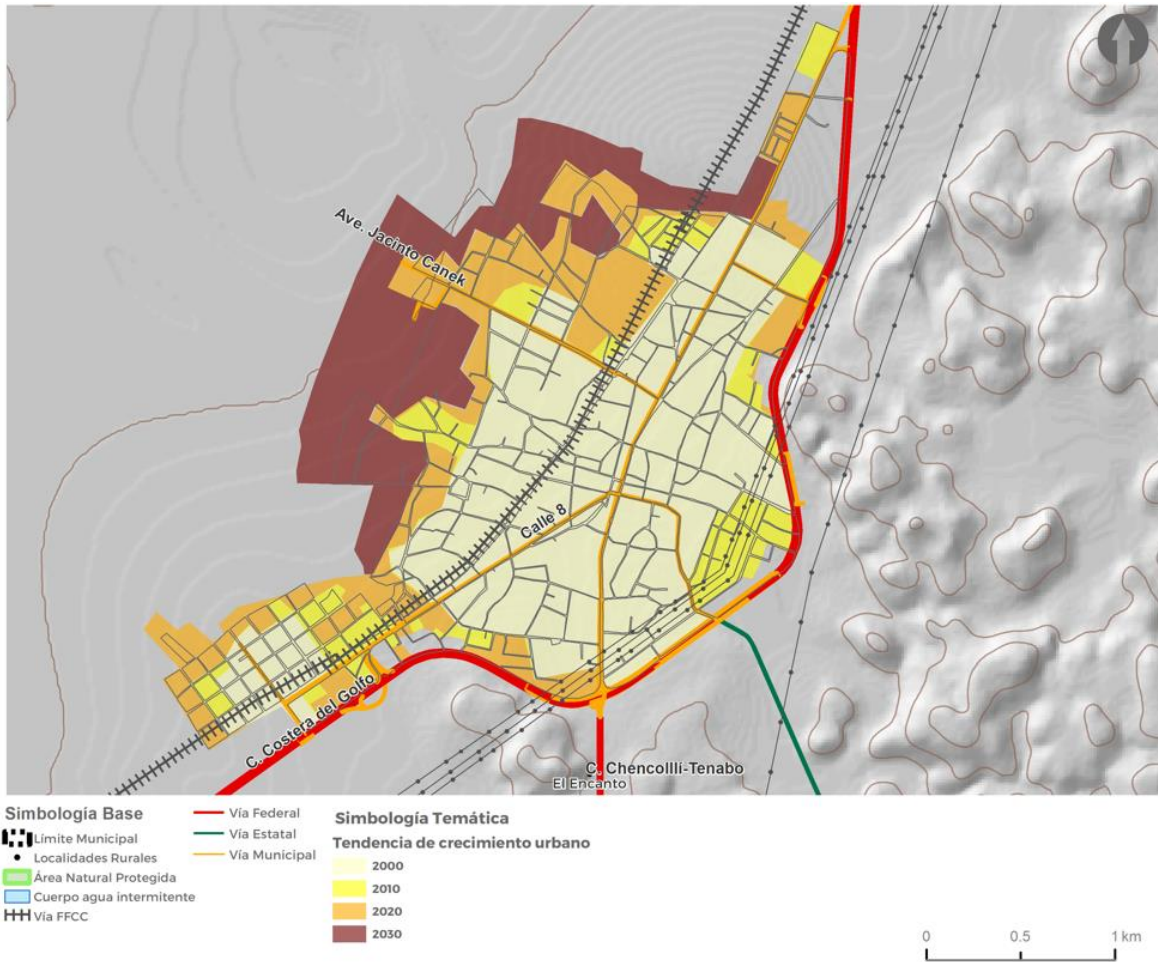 Ave. Jacinto Canek
Calle 8
C. Costera del Golfo
C. Chencolllí-Tenabo
El Encanto
Simbología Base
Límite Municipal
Localidades Rurales
Área Natural Protegida
Cuerpo agua intermitente
Vía FFCC
Vía Federal
Vía Estatal
Vía Municipal
Simbología Temática
Tendencia de crecimiento urbano
2000
2010
2020
2030
0 0.5 1 km